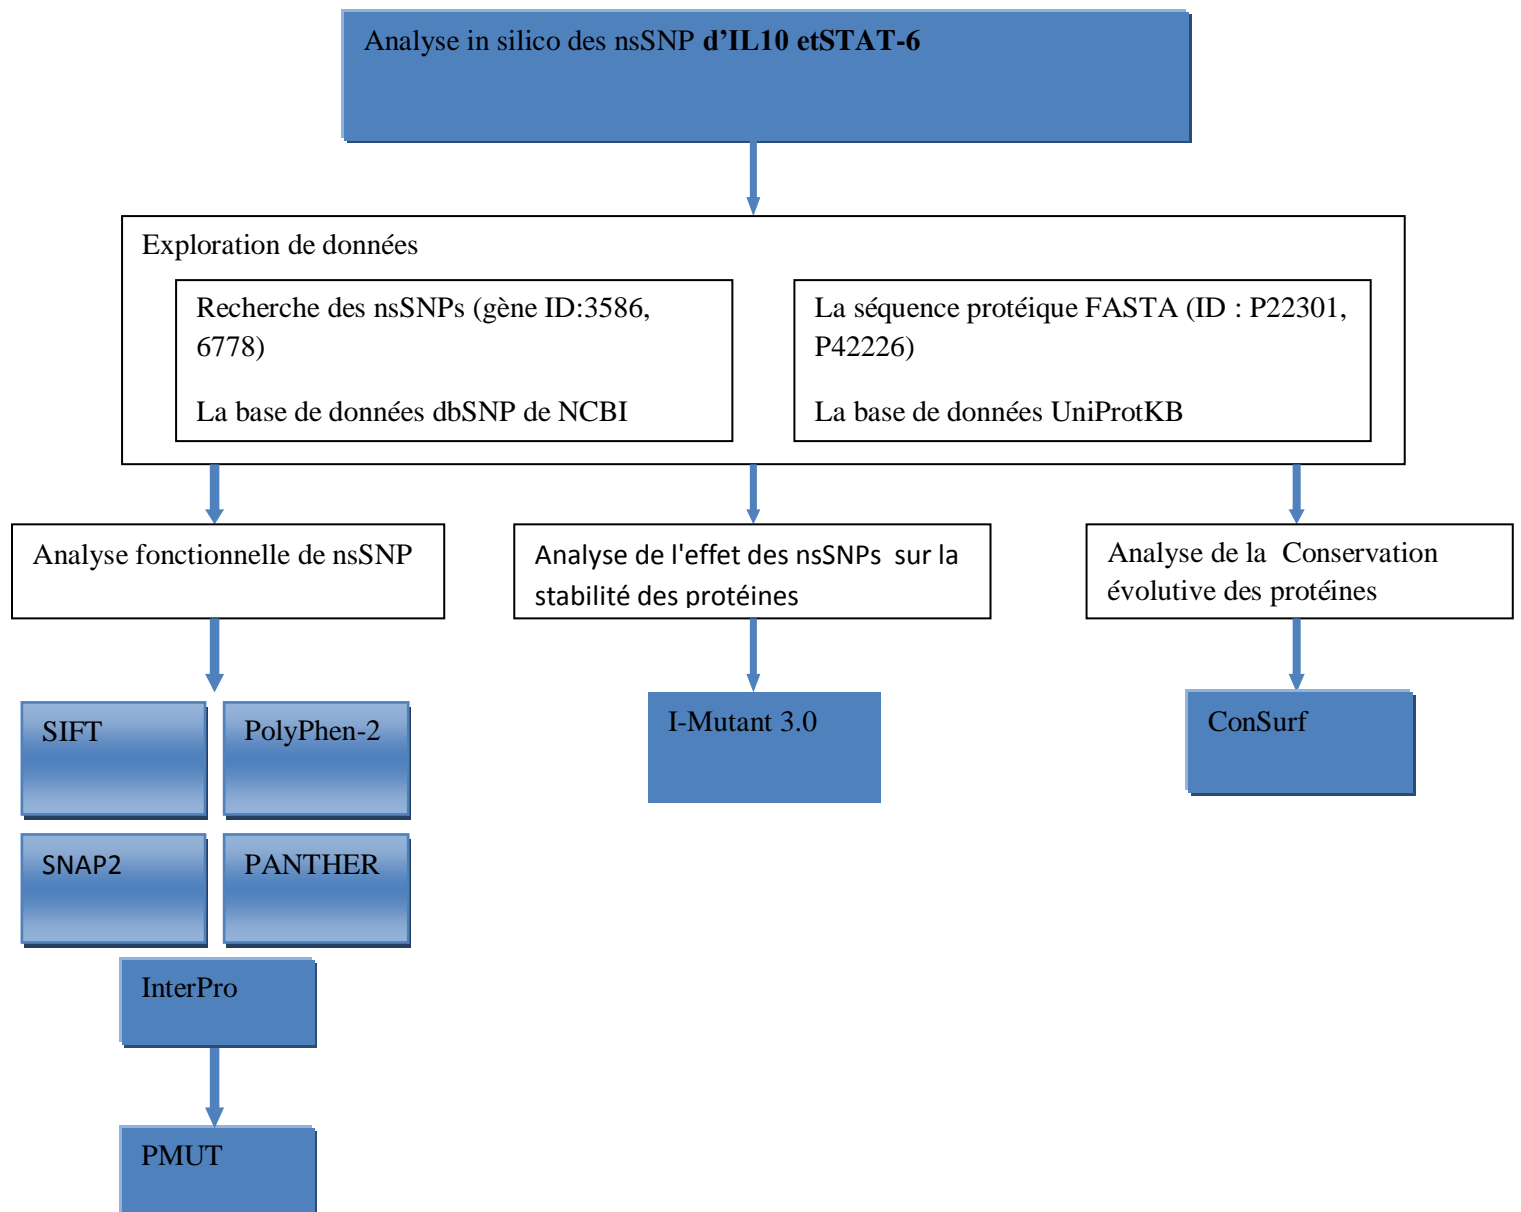 Analyse in silico des nsSNP d’IL10 etSTAT-6
Exploration de données
Recherche des nsSNPs (gène ID:3586,
6778)
La base de données dbSNP de NCBI
La séquence protéique FASTA (ID : P22301,
P42226)
La base de données UniProtKB
Analyse fonctionnelle de nsSNP
Analyse de l'effet des nsSNPs  sur la
stabilité des protéines
Analyse de la  Conservation
évolutive des protéines
SIFT
PolyPhen-2
I-Mutant 3.0
ConSurf
SNAP2
PANTHER
InterPro
PMUT